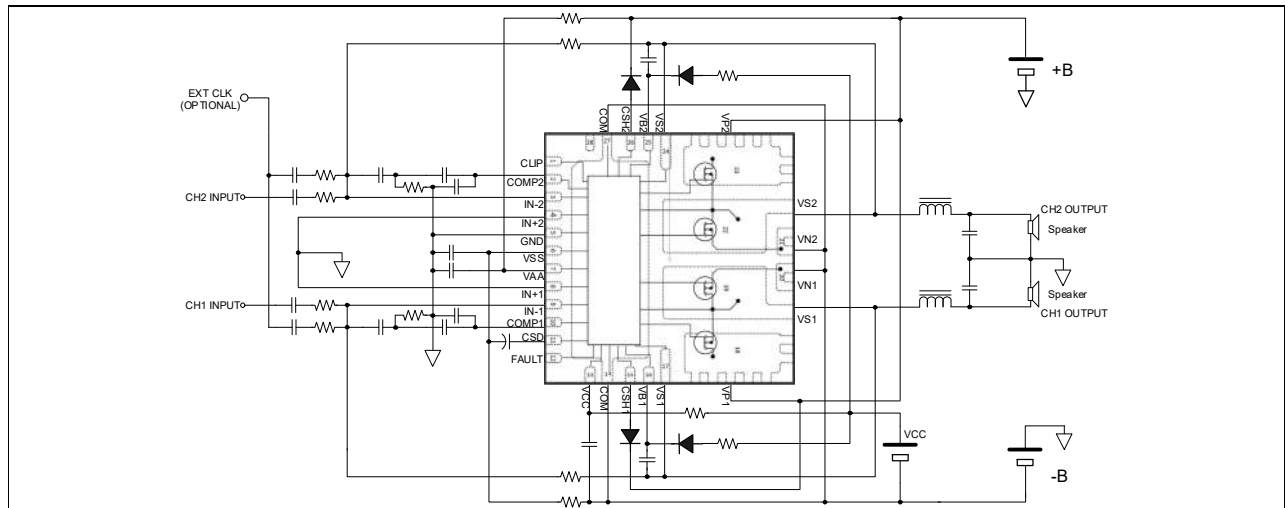 +B
EXT CLK
(OPTIONAL)
COM
CSH2
VB2
VS2
VP2
CLIP
COMP2
CH2 INPUT
IN-2
IN+2
GND
VSS
VAA
IN+1
CH1 INPUT
IN-1
COMP1
CSD
FAULT
VS2
VN2
VN1
VS1
CH2 OUTPUT
Speaker
Speaker
CH1 OUTPUT
VCC
COM
CSH1
VB1
VS1
VP1
VCC
-B